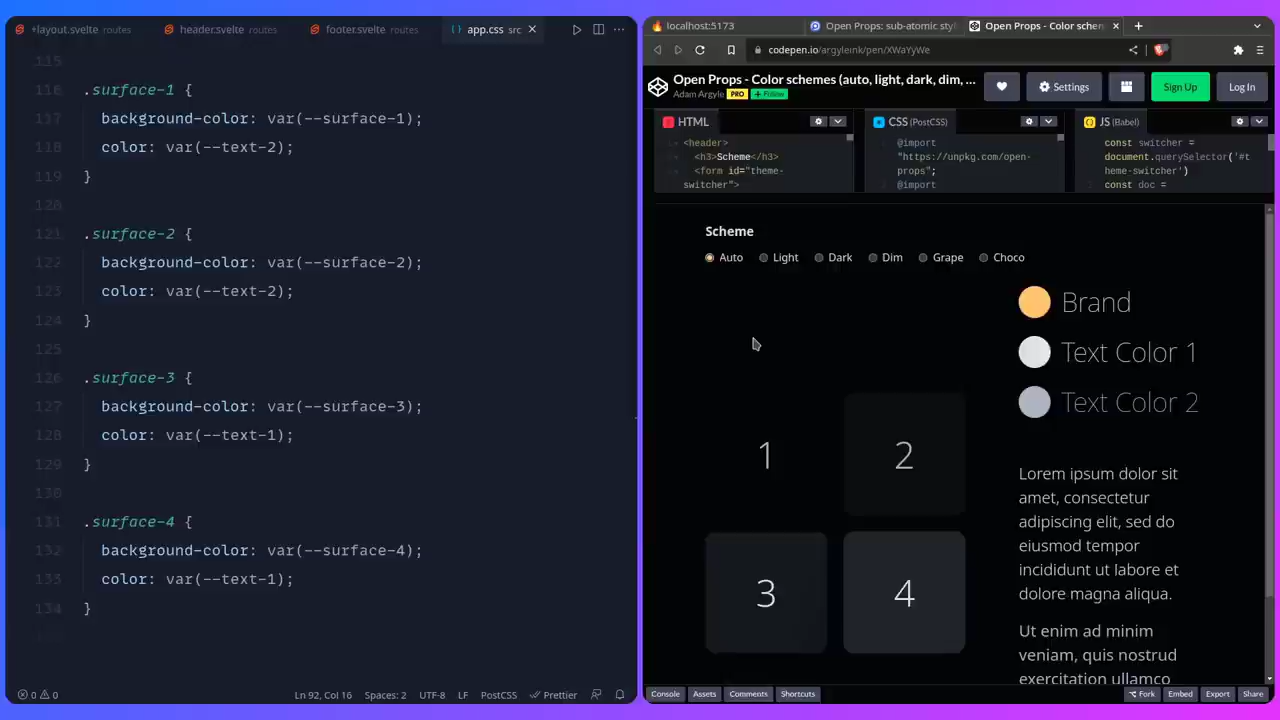 +layout.svelte routes
header.svelte routes
footer.svelte routes
app.css src
115
116 .surface-1 {
117 background-color: var(--surface-1);
118 color: var(--text-2);
119 }
120
121 .surface-2 {
122 background-color: var(--surface-2);
123 color: var(--text-2);
124 }
125
126 .surface-3 {
127 background-color: var(--surface-3);
128 color: var(--text-1);
129 }
130
131 .surface-4 {
132 background-color: var(--surface-4);
133 color: var(--text-1);
134 }
135
0 0 Ln 92, Col 16 Spaces: 2 UTF-8 LF PostCSS Prettier
localhost:5173
Open Props: sub-atomic styl
Open Props - Color schem
codepen.io/argyleink/pen/XWaYyWe
Open Props - Color schemes (auto, light, dark, dim, ...
Adam Argyle PRO + Follow
Settings
Sign Up
Log In
HTML
<header>
<h3>Scheme</h3>
<form id="theme-
switcher">
CSS (PostCSS)
@import
"https://unpkg.com/open-
props";
@import
JS (Babel)
const switcher =
document.querySelector('#t
heme-switcher')
const doc =
Scheme
Auto Light Dark Dim Grape Choco
1
2
3
4
Brand
Text Color 1
Text Color 2
Lorem ipsum dolor sit
amet, consectetur
adipiscing elit, sed do
eiusmod tempor
incididunt ut labore et
dolore magna aliqua.
Ut enim ad minim
veniam, quis nostrud
exercitation ullamco
Console Assets Comments Shortcuts Fork Embed Export Share